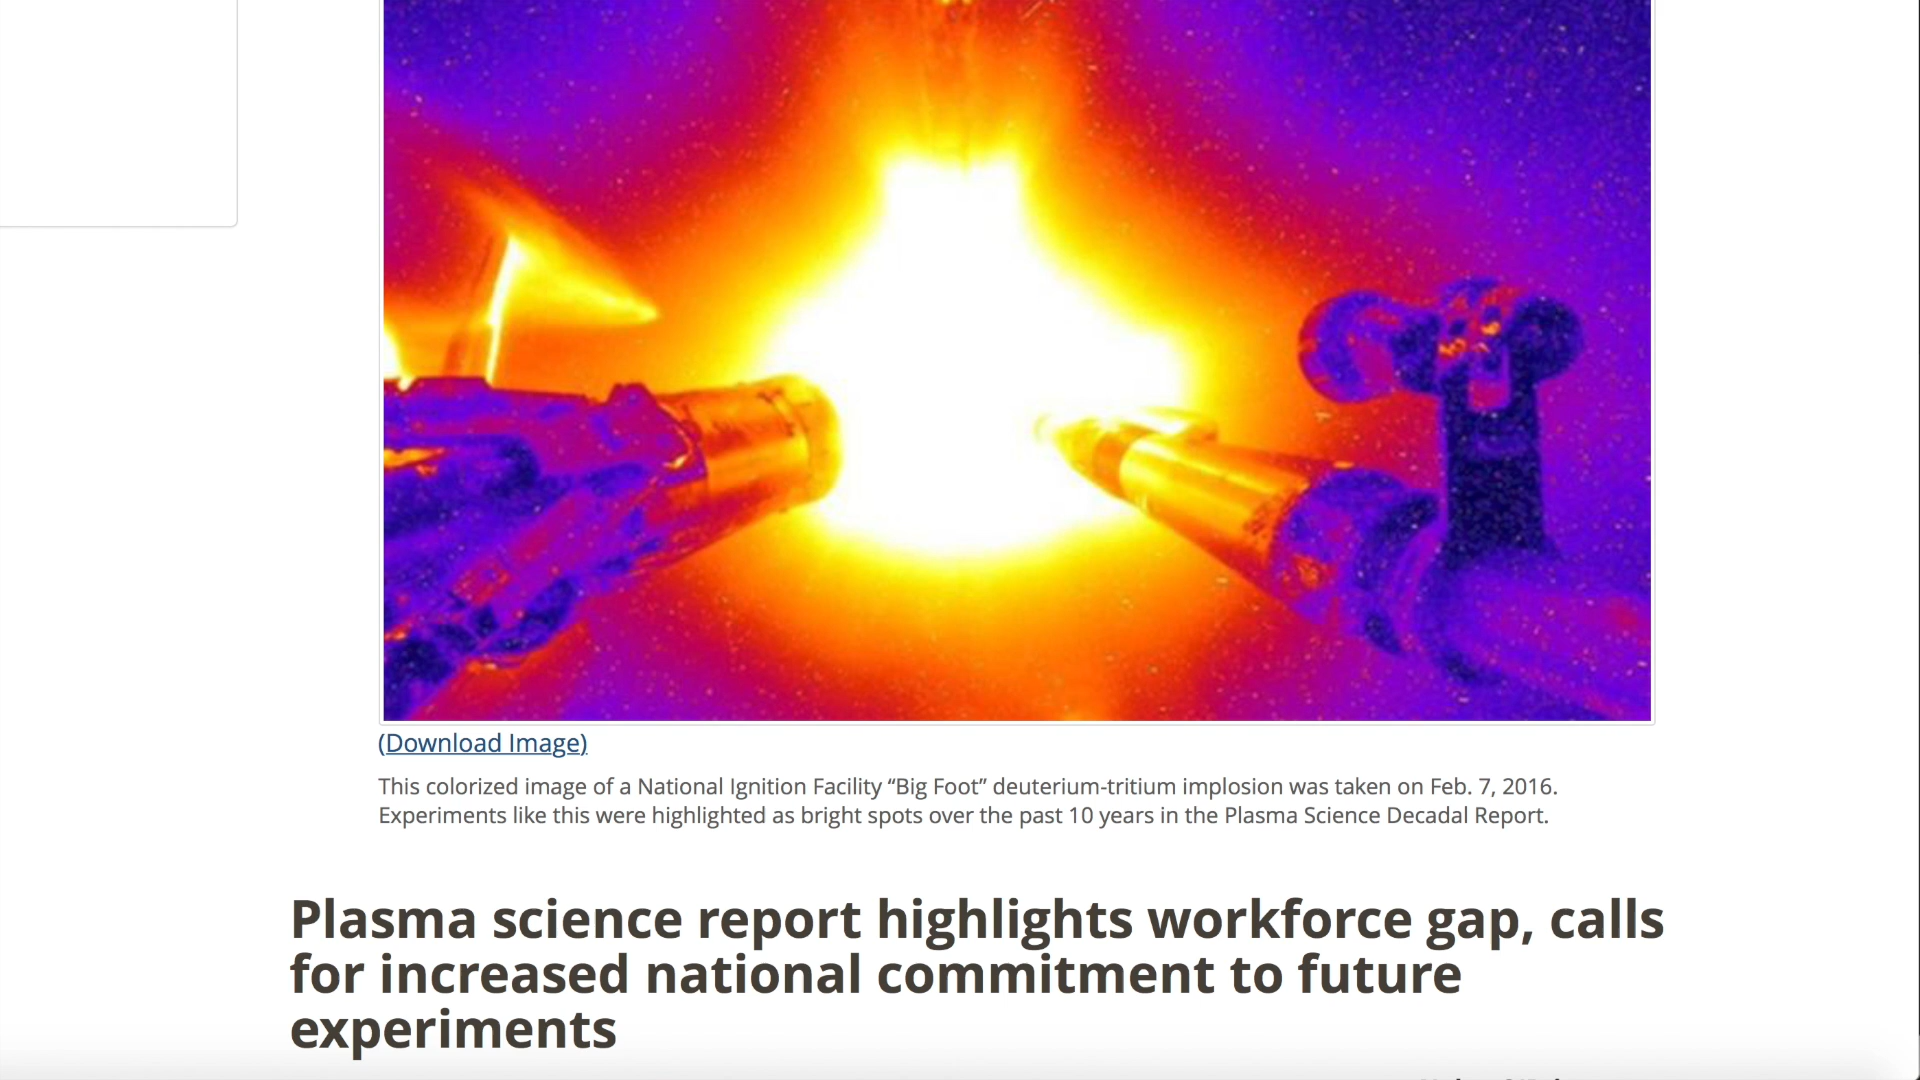 (Download Image)
This colorized image of a National Ignition Facility “Big Foot” deuterium-tritium implosion was taken on Feb. 7, 2016.
Experiments like this were highlighted as bright spots over the past 10 years in the Plasma Science Decadal Report.
Plasma science report highlights workforce gap, calls
for increased national commitment to future
experiments